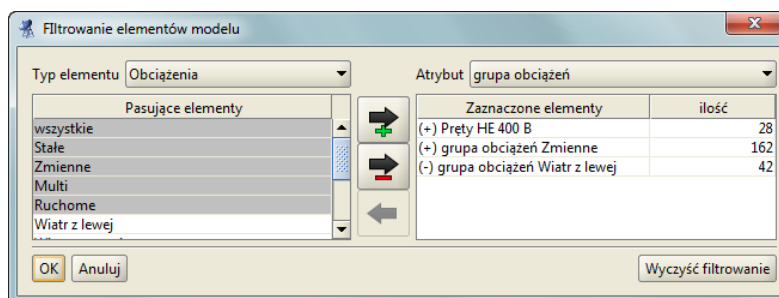 FIltrowanie elementów modelu
Typ elementu Obciążenia Atrybut grupa obciążeń
Pasujące elementy Zaznaczone elementy ilość
wszystkie (+) Pręty HE 400 B 28
Stałe (+) grupa obciążeń Zmienne 162
Zmienne (-) grupa obciążeń Wiatr z lewej 42
Multi
Ruchome
Wiatr z lewej
OK Anuluj Wyczyść filtrowanie